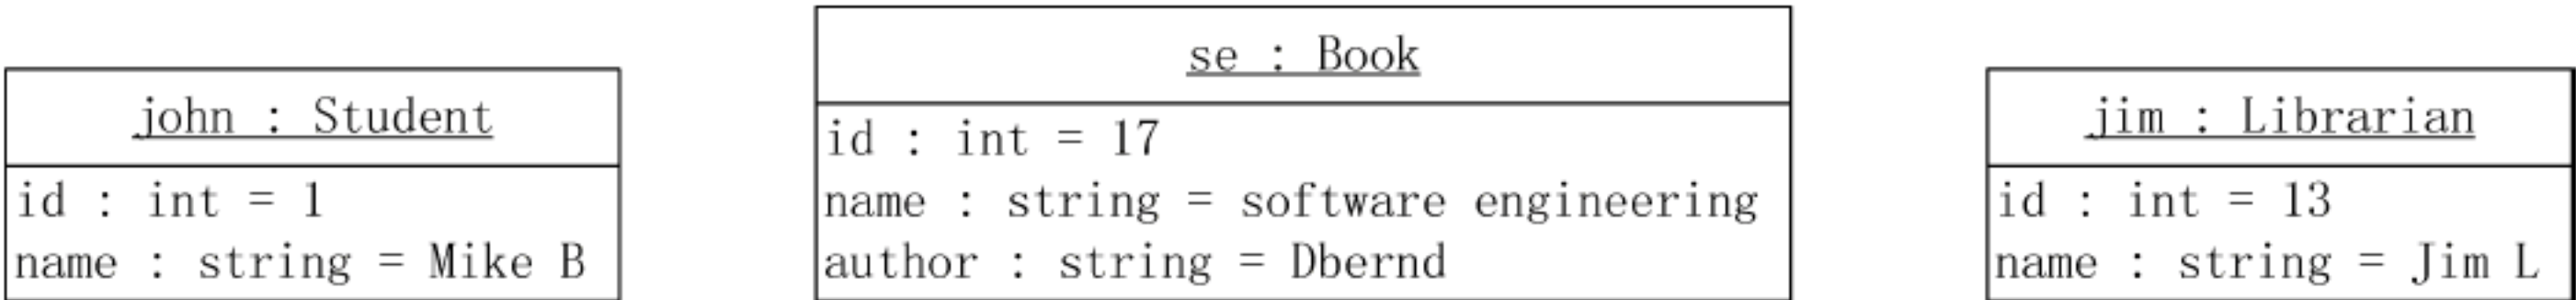 john : Student
id : int = 1
name : string = Mike B
se : Book
id : int = 17
name : string = software engineering
author : string = Dbernd
jim : Librarian
id : int = 13
name : string = Jim L